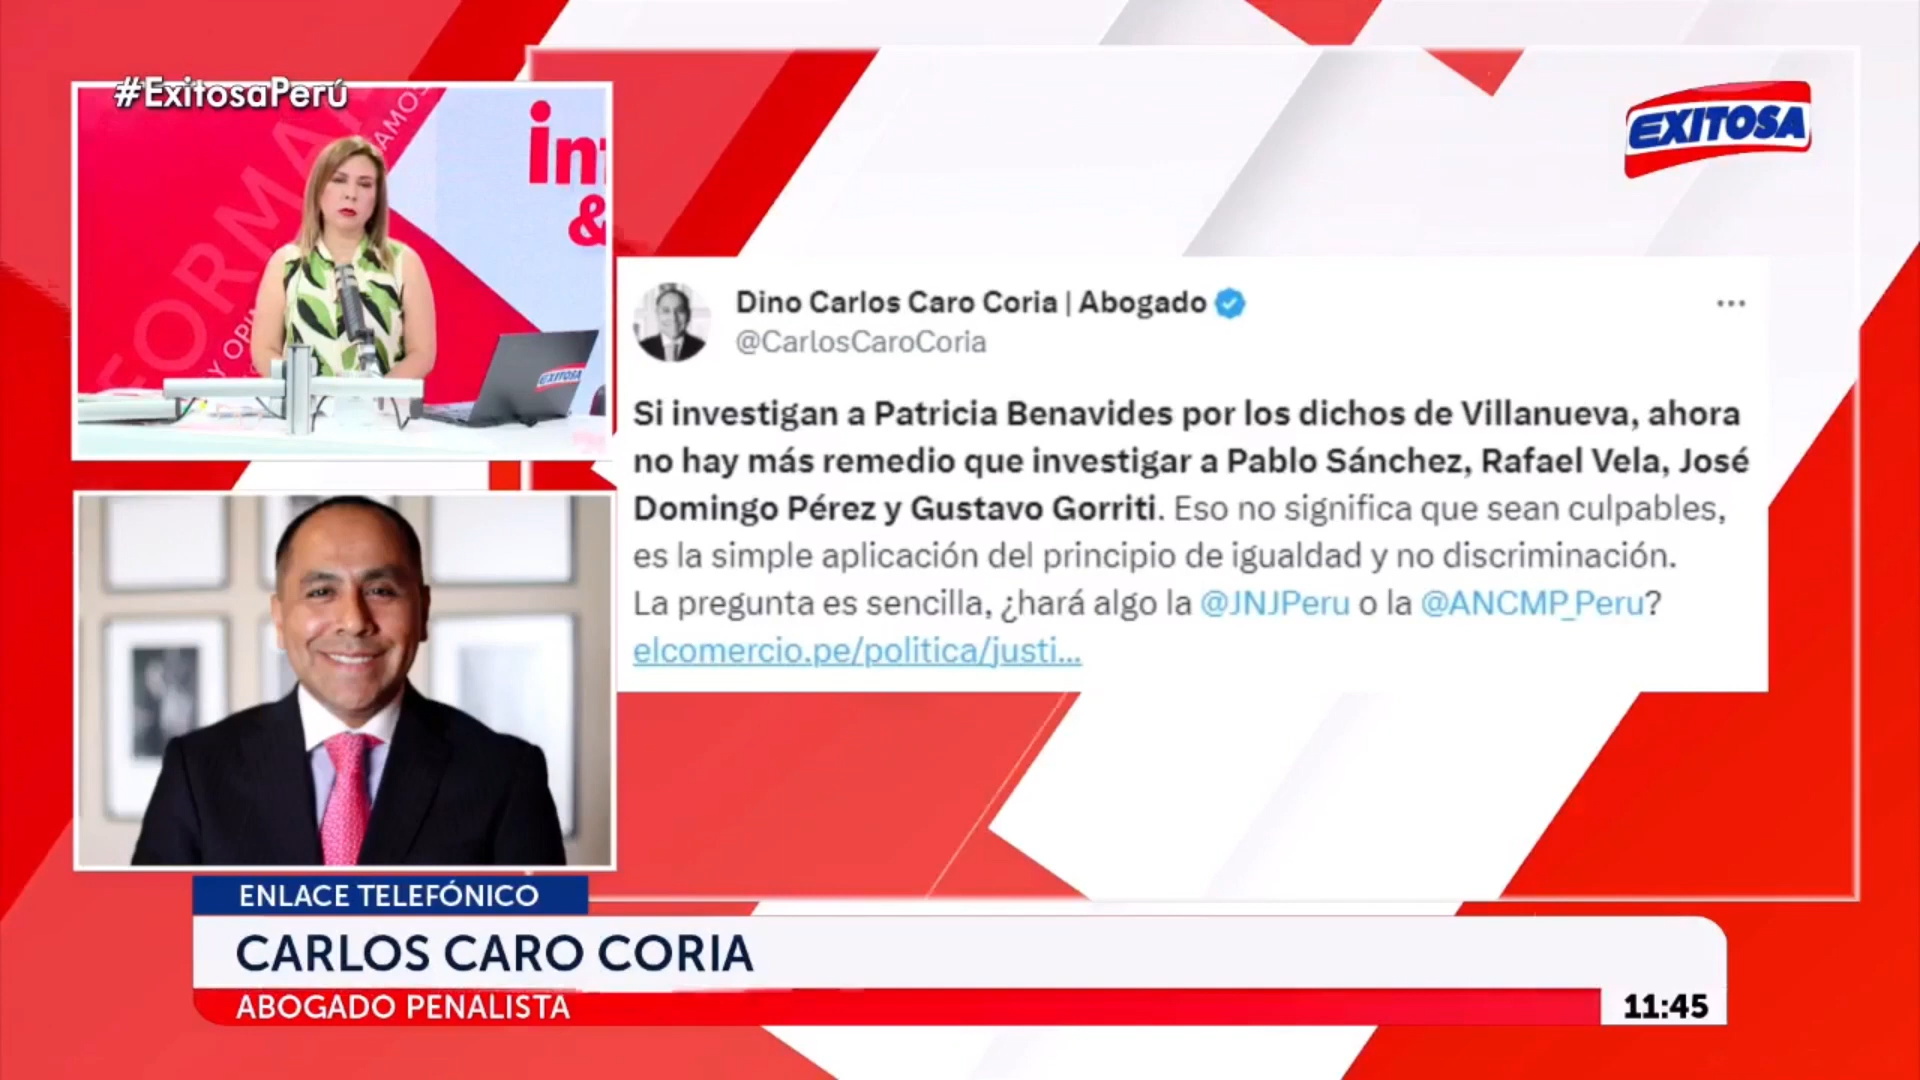 #ExitosaPerú
EXITOSA
EXITOSA
Dino Carlos Caro Coria | Abogado
@CarlosCaroCoria
Si investigan a Patricia Benavides por los dichos de Villanueva, ahora
no hay más remedio que investigar a Pablo Sánchez, Rafael Vela, José
Domingo Pérez y Gustavo Gorriti. Eso no significa que sean culpables,
es la simple aplicación del principio de igualdad y no discriminación.
La pregunta es sencilla, ¿hará algo la @JNJPeru o la @ANCMP_Peru?
elcomercio.pe/politica/justi...
ENLACE TELEFÓNICO
CARLOS CARO CORIA
ABOGADO PENALISTA
11:45